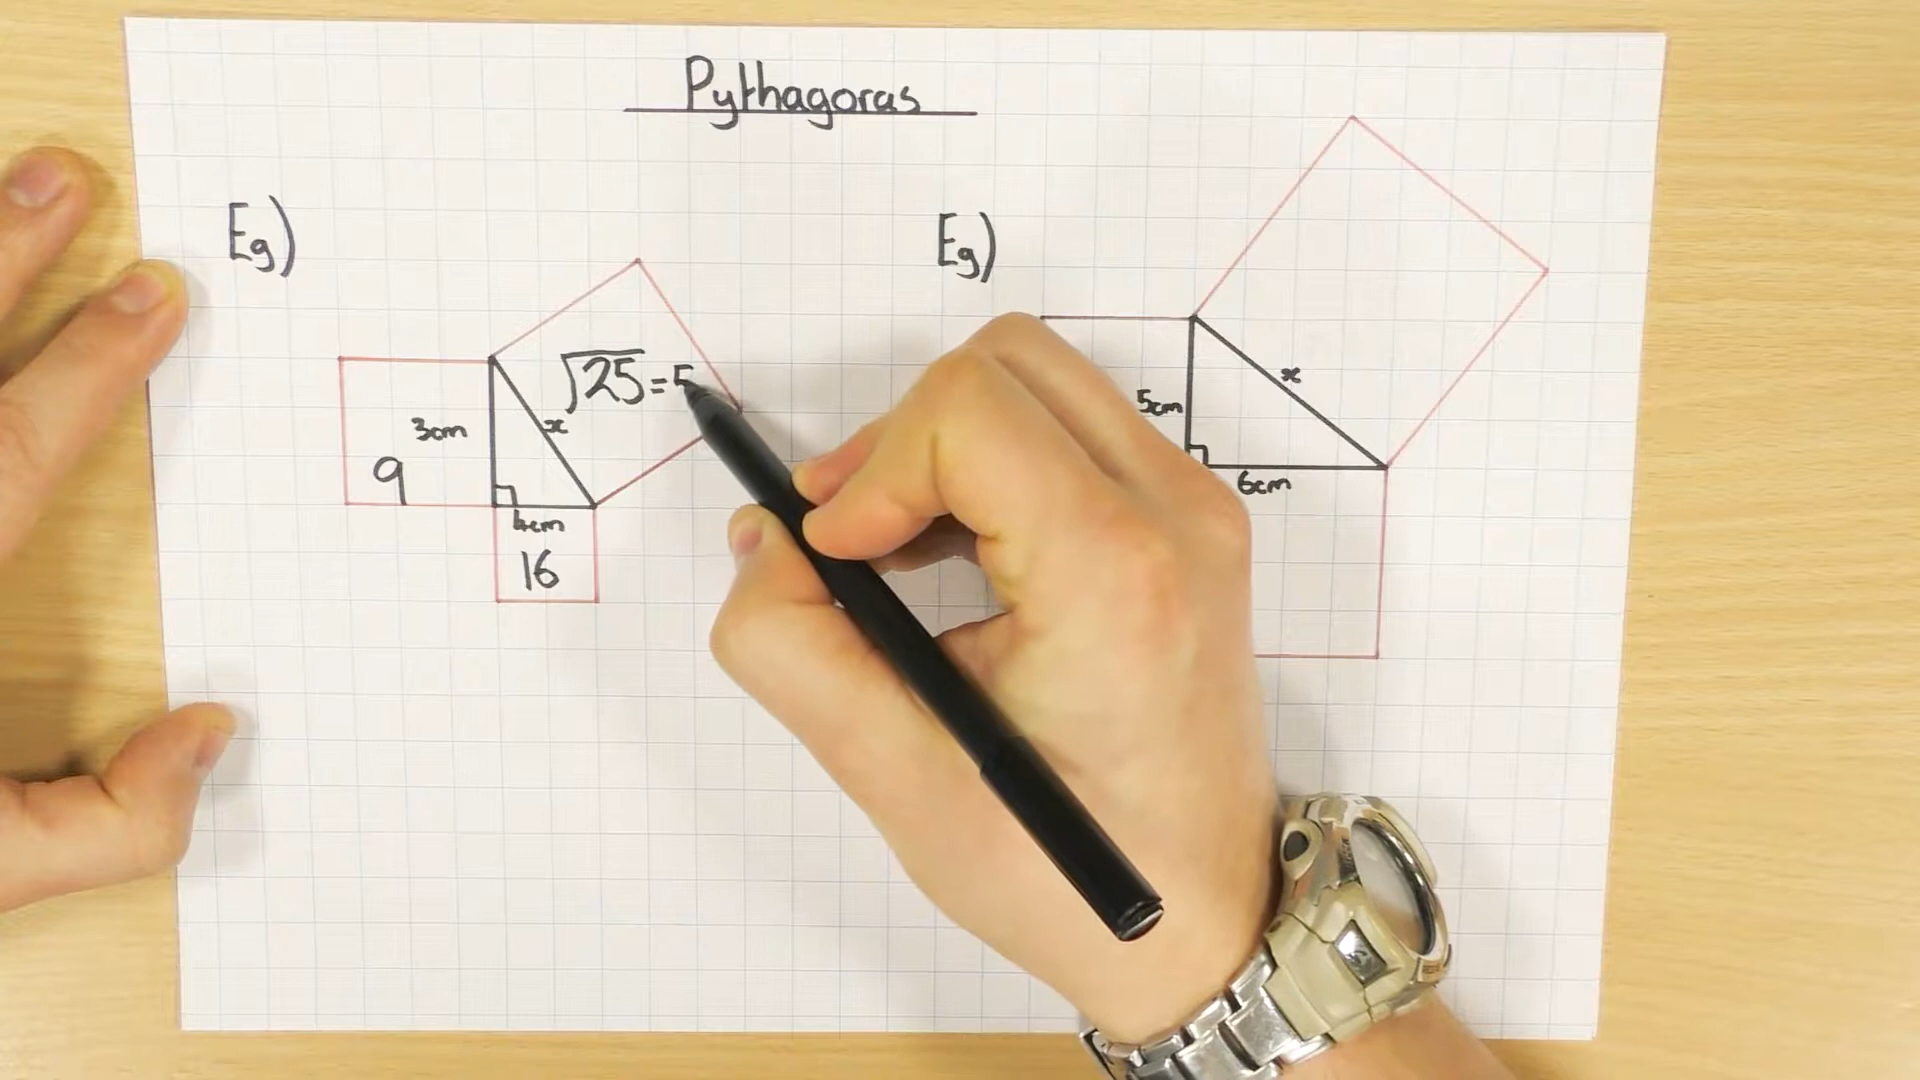 Pythagoras
Eg)
√25 = 5
3cm
x
9
4cm
16
Eg)
5cm
x
6cm